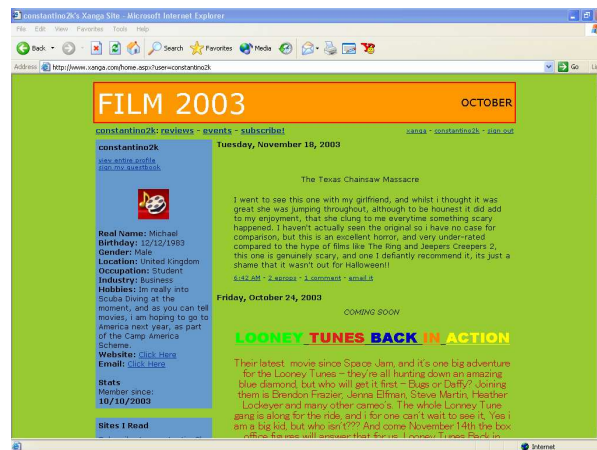 constantino2k's Xanga Site - Microsoft Internet Explorer
File Edit View Favorites Tools Help
Back Search Favorites Media
Address http://www.xanga.com/home.aspx?user=constantino2k Go
FILM 2003 OCTOBER
constantino2k: reviews - events - subscribe! xanga - constantino2k - sign out
constantino2k
view entire profile
sign my guestbook
Real Name: Michael
Birthday: 12/12/1983
Gender: Male
Location: United Kingdom
Occupation: Student
Industry: Business
Hobbies: Im really into
Scuba Diving at the
moment, and as you can tell
movies, i am hoping to go to
America next year, as part
of the Camp America
Scheme.
Website: Click Here
Email: Click Here
Stats
Member since:
10/10/2003
Sites I Read
Tuesday, November 18, 2003
The Texas Chainsaw Massacre
I went to see this one with my girlfriend, and whilst i thought it was
great she was jumping throughout, although to be hounest it did add
to my enjoyment, that she clung to me everytime something scary
happened. I haven't actually seen the original so i have no case for
comparison, but this is an excellent horror, and very under-rated
compared to the hype of films like The Ring and Jeepers Creepers 2,
this one is genuinely scary, and one I defiantly recommend it, its just a
shame that it wasn't out for Halloween!!
6:42 AM - 2 eprops - 1 comment - email it
Friday, October 24, 2003
COMING SOON
LOONEY TUNES BACK IN ACTION
Their latest movie since Space Jam, and it's one big adventure
for the Looney Tunes - they're all hunting down an amazing
blue diamond, but who will get it first - Bugs or Daffy? Joining
them is Brendon Frazier, Jenna Elfman, Steve Martin, Heather
Lockeyer and many other cameo's. The whole Looney Tune
gang is along for the ride, and i for one can't wait to see it, Yes i
am a big kid, but who isn't??? And come November 14th the box
office figures will answer that for us. Looney Tunes Back in
Internet